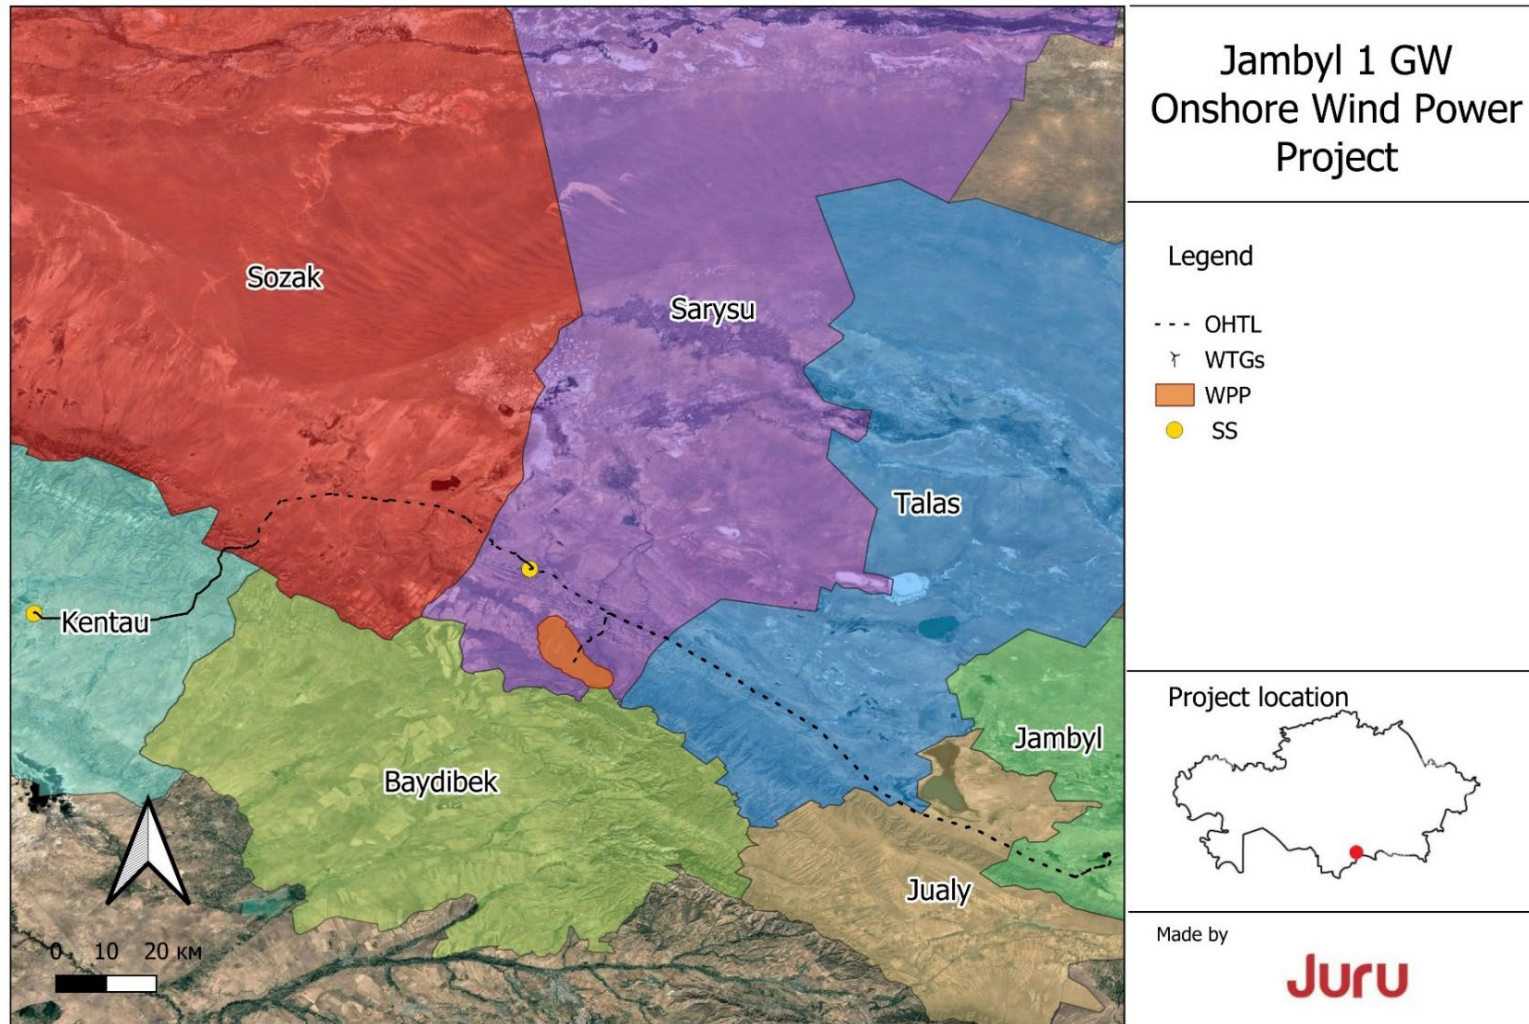 Jambyl 1 GW
Onshore Wind Power
Project
Legend
OHTL
WTGs
WPP
SS
Sozak
Sarysu
Talas
Kentau
Baydibek
Jambyl
Jualy
0 10 20 км
Project location
Made by
Juru